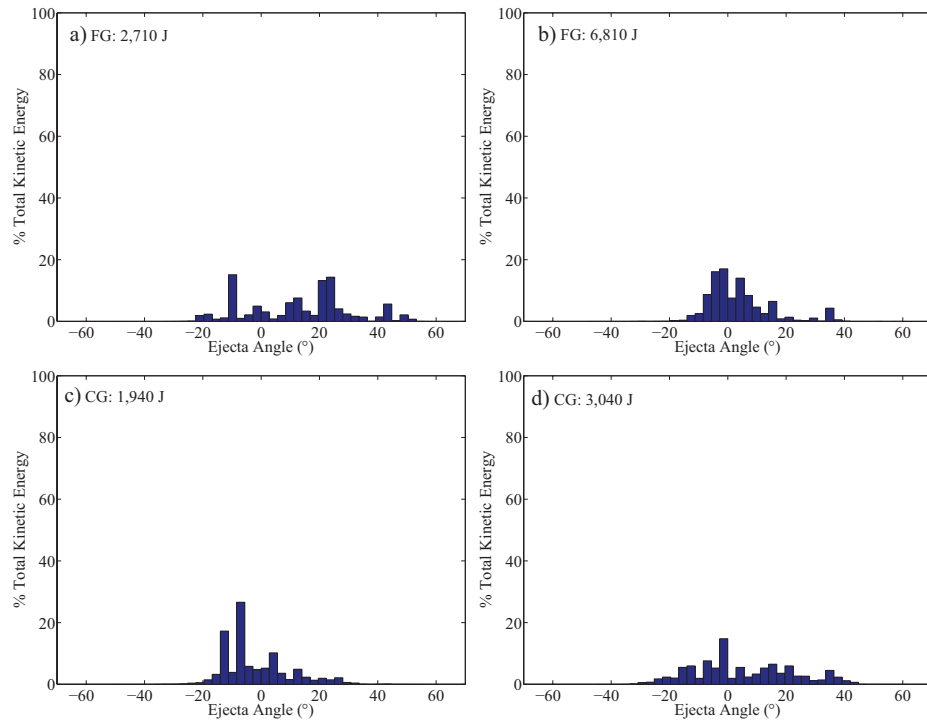 a) FG: 2,710 J
100
80
60
40
20
0
% Total Kinetic Energy
−60 −40 −20 0 20 40 60
Ejecta Angle (°)
b) FG: 6,810 J
100
80
60
40
20
0
% Total Kinetic Energy
−60 −40 −20 0 20 40 60
Ejecta Angle (°)
c) CG: 1,940 J
100
80
60
40
20
0
% Total Kinetic Energy
−60 −40 −20 0 20 40 60
Ejecta Angle (°)
d) CG: 3,040 J
100
80
60
40
20
0
% Total Kinetic Energy
−60 −40 −20 0 20 40 60
Ejecta Angle (°)